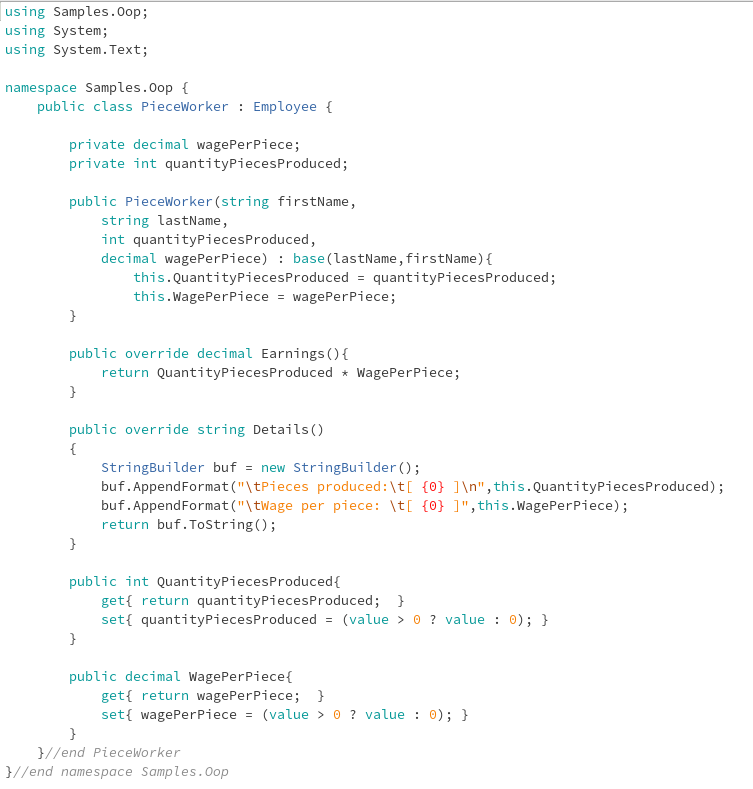 using Samples.Oop;
using System;
using System.Text;

namespace Samples.Oop {
    public class PieceWorker : Employee {

        private decimal wagePerPiece;
        private int quantityPiecesProduced;

        public PieceWorker(string firstName,
            string lastName,
            int quantityPiecesProduced,
            decimal wagePerPiece) : base(lastName,firstName){
                this.QuantityPiecesProduced = quantityPiecesProduced;
                this.WagePerPiece = wagePerPiece;
        }

        public override decimal Earnings(){
            return QuantityPiecesProduced * WagePerPiece;
        }

        public override string Details()
        {
            StringBuilder buf = new StringBuilder();
            buf.AppendFormat("\tPieces produced:\t[ {0} ]\n",this.QuantityPiecesProduced);
            buf.AppendFormat("\tWage per piece: \t[ {0} ]",this.WagePerPiece);
            return buf.ToString();
        }

        public int QuantityPiecesProduced{
            get{ return quantityPiecesProduced;  }
            set{ quantityPiecesProduced = (value > 0 ? value : 0); }
        }

        public decimal WagePerPiece{
            get{ return wagePerPiece;  }
            set{ wagePerPiece = (value > 0 ? value : 0); }
        }
    }//end PieceWorker
}//end namespace Samples.Oop